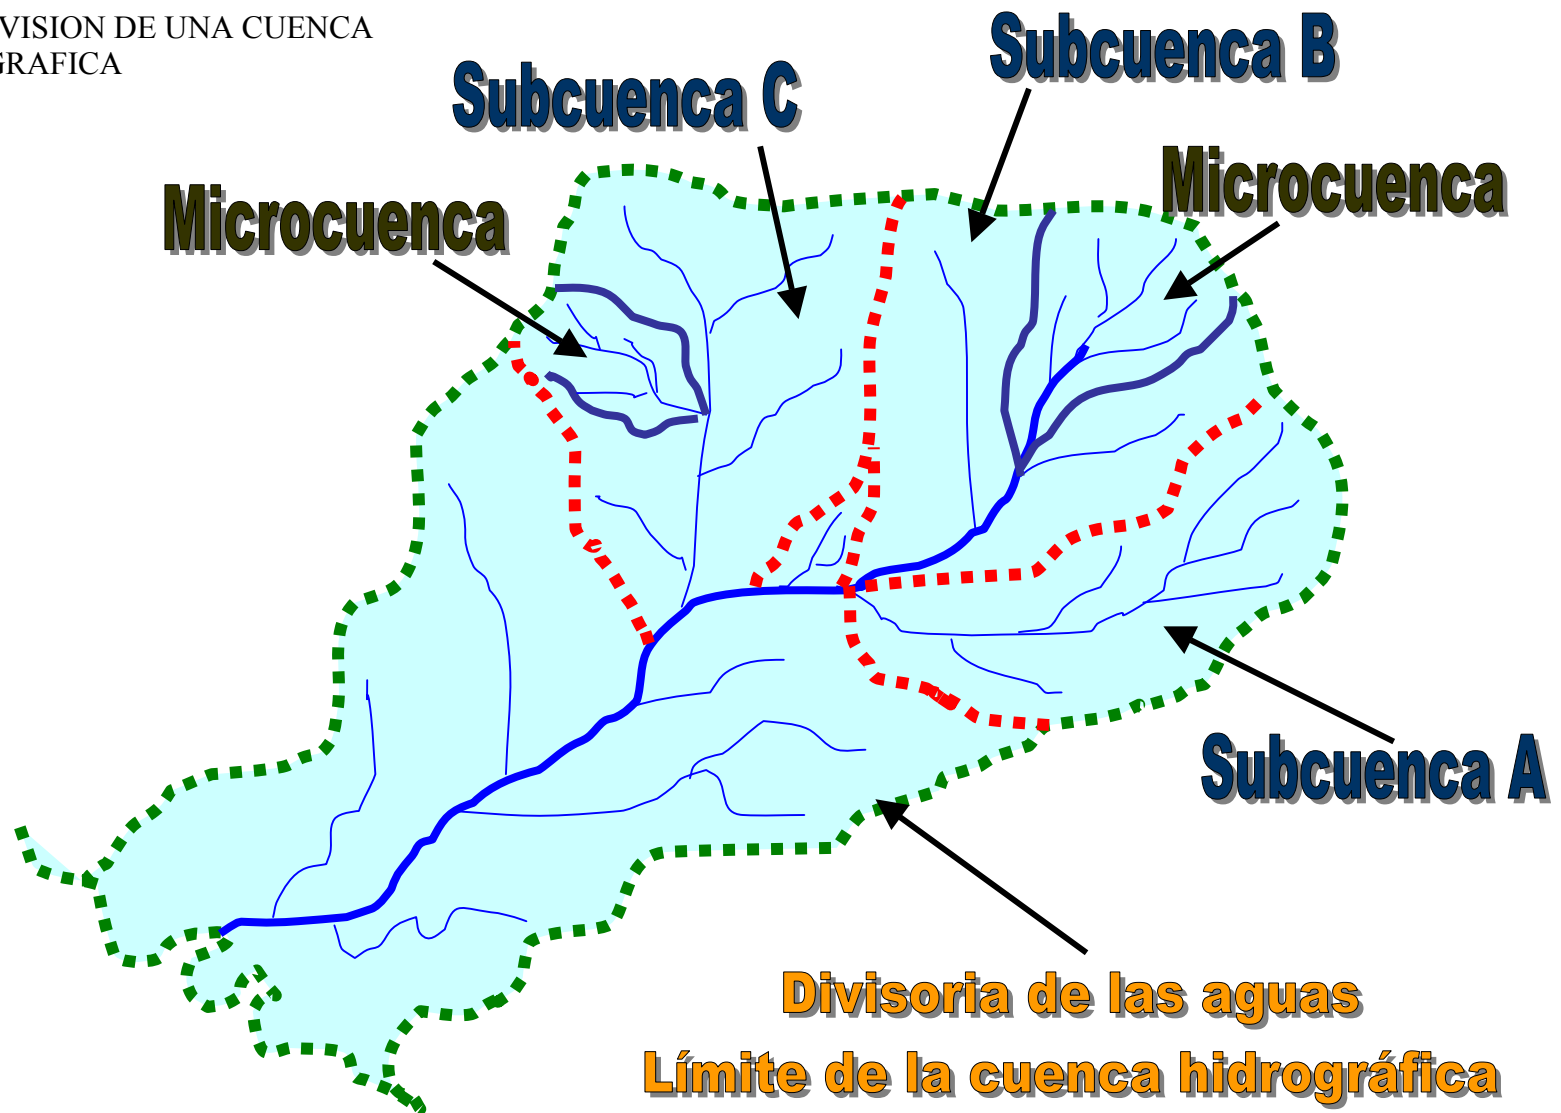 VISION DE UNA CUENCA
GRAFICA
Subcuenca B
Subcuenca C
Microcuenca
Microcuenca
Subcuenca A
Divisoria de las aguas
Límite de la cuenca hidrográfica